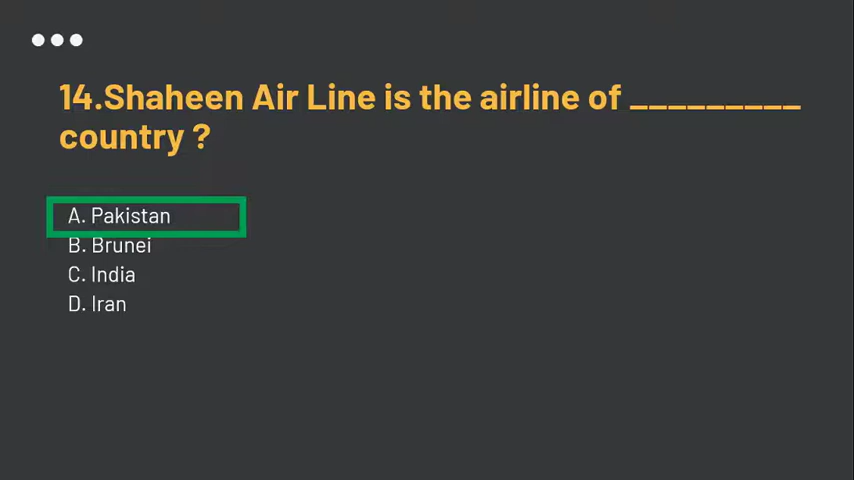 14.Shaheen Air Line is the airline of _________
country ?
A. Pakistan
B. Brunei
C. India
D. Iran